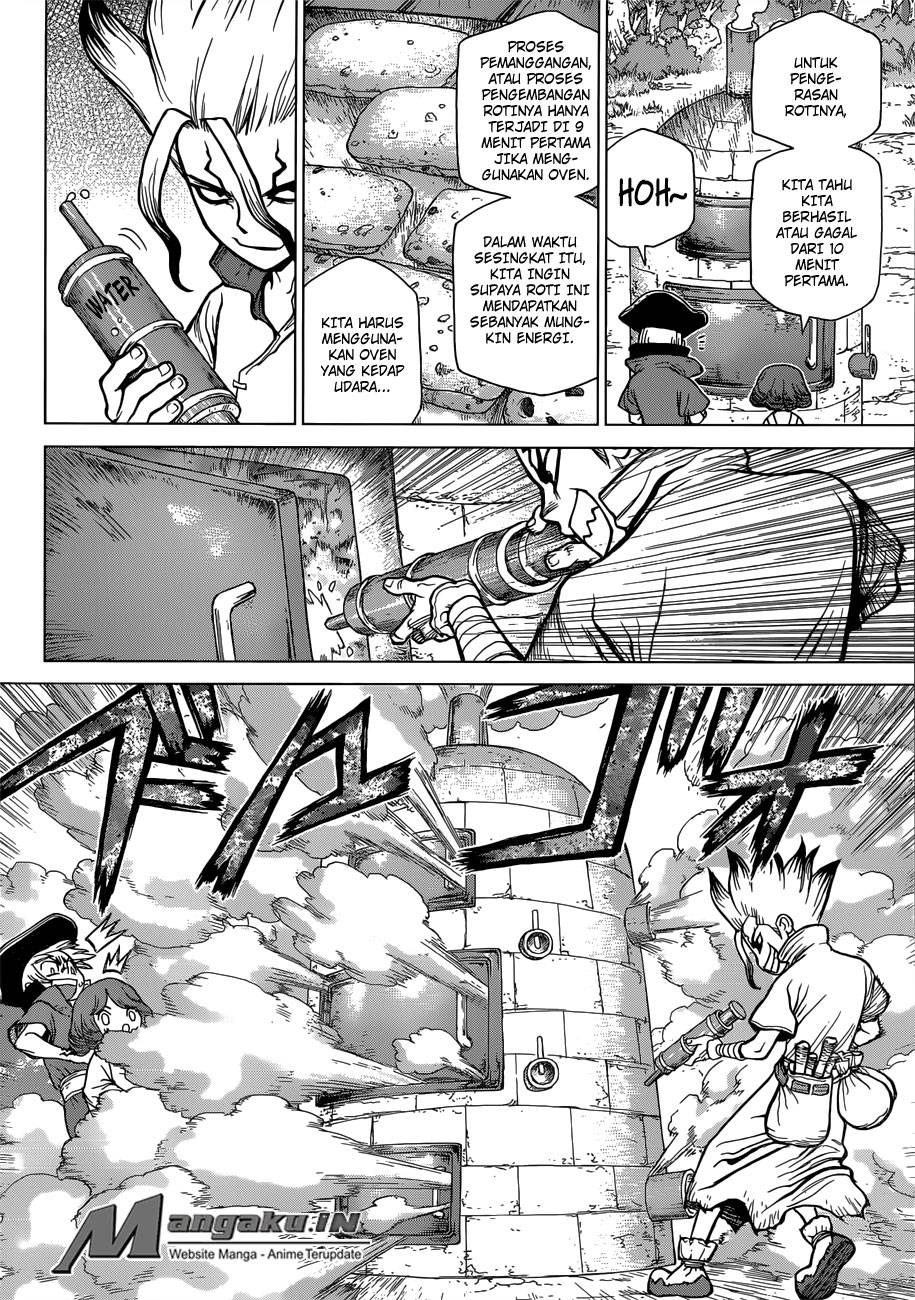 UNTUK
PENGE-
RASAN
ROTINYA,
KITA TAHU
KITA
BERHASIL
ATAU GAGAL
DARI 10
MENIT
PERTAMA.
HOH~
PROSES
PEMANGGANGAN,
ATAU PROSES
PENGEMBANGAN
ROTINYA HANYA
TERJADI DI 9
MENIT PERTAMA
JIKA MENG-
GUNAKAN OVEN.
DALAM WAKTU
SESINGKAT ITU,
KITA INGIN
SUPAYA ROTI INI
MENDAPATKAN
SEBANYAK MUNG-
KIN ENERGI.
KITA HARUS
MENGGUNA-
KAN OVEN
YANG KEDAP
UDARA...
WATER
Mangaku.iN
Website Manga - Anime Terupdate